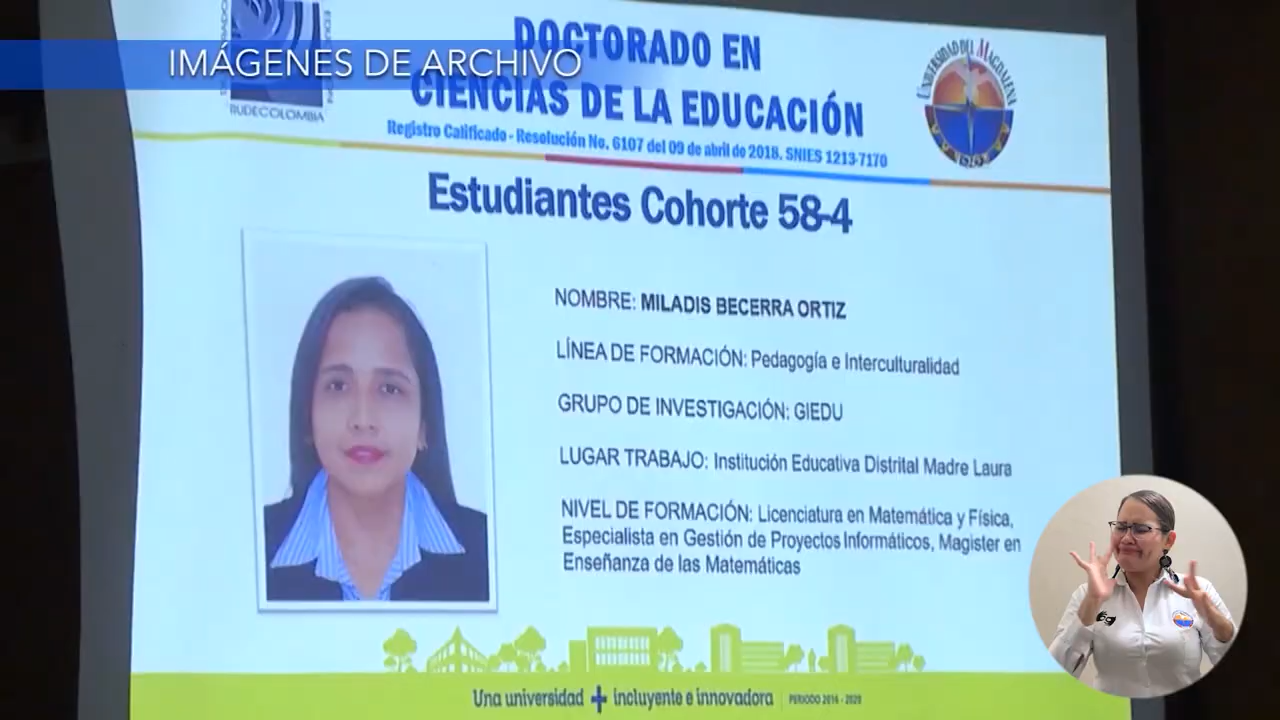 IMÁGENES DE ARCHIVO
DOCTORADO EN
CIENCIAS DE LA EDUCACIÓN
RUDECOLOMBIA
UNIVERSIDAD DEL MAGDALENA
Registro Calificado - Resolución No. 6107 del 09 de abril de 2018. SNIES 1213-7170
Estudiantes Cohorte 58-4
NOMBRE: MILADIS BECERRA ORTIZ
LÍNEA DE FORMACIÓN: Pedagogía e Interculturalidad
GRUPO DE INVESTIGACIÓN: GIEDU
LUGAR TRABAJO: Institución Educativa Distrital Madre Laura
NIVEL DE FORMACIÓN: Licenciatura en Matemática y Física,
Especialista en Gestión de Proyectos Informáticos, Magister en
Enseñanza de las Matemáticas
Una universidad + incluyente e innovadora PERIODO 2016 - 2020